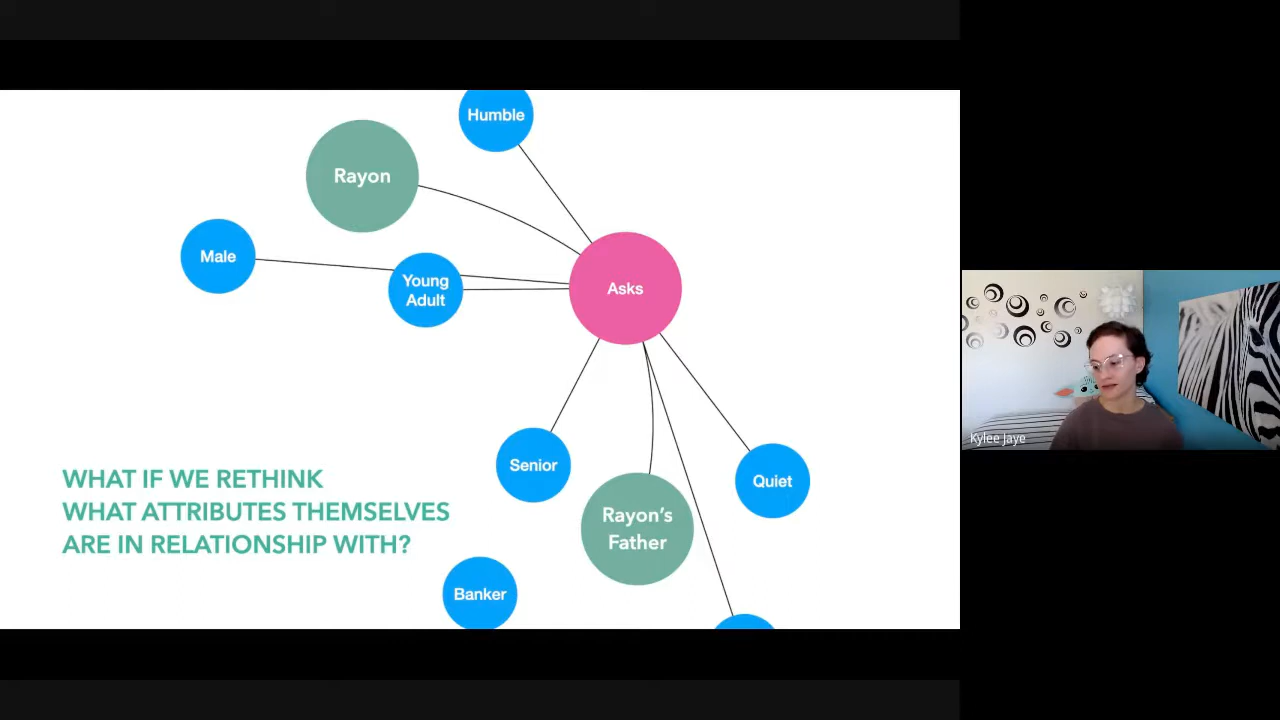 Humble
Rayon
Male
Young
Adult
Asks
Senior
Quiet
Rayon's
Father
Banker
WHAT IF WE RETHINK
WHAT ATTRIBUTES THEMSELVES
ARE IN RELATIONSHIP WITH?
Kylee Jaye